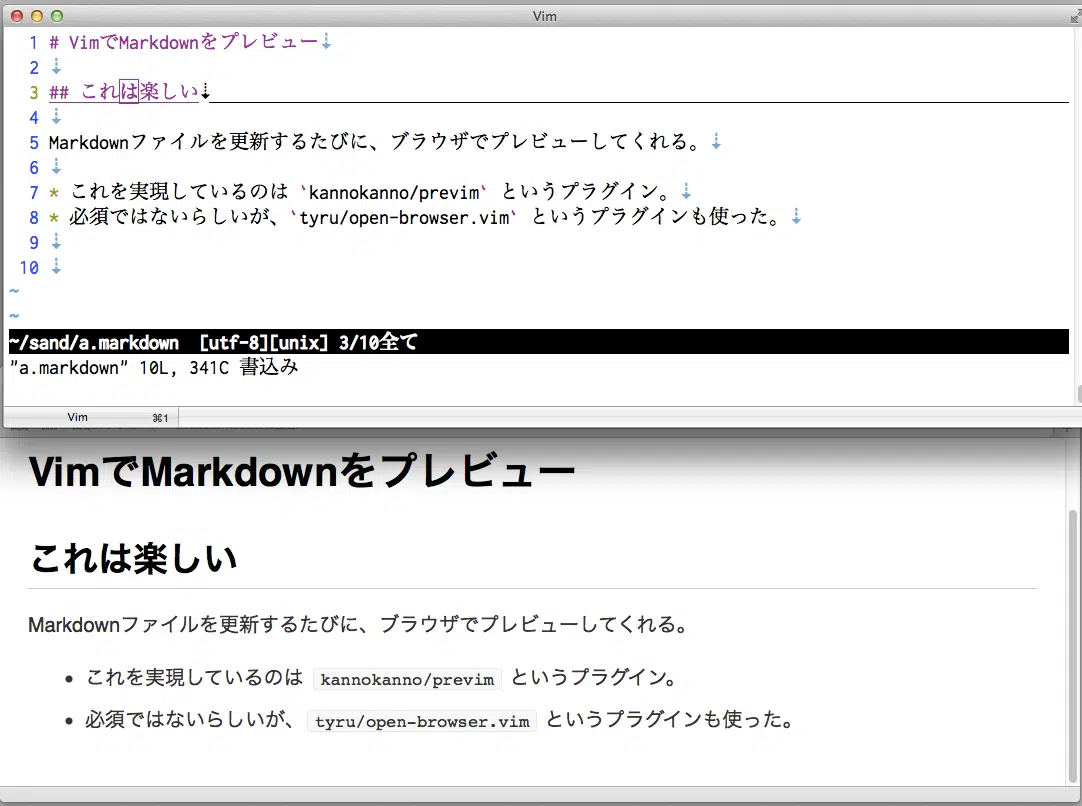 Vim
1 # VimでMarkdownをプレビュー↓
2 ↓
3 ## これは楽しい↓
4 ↓
5 Markdownファイルを更新するたびに、ブラウザでプレビューしてくれる。↓
6 ↓
7 * これを実現しているのは `kannokanno/previm` というプラグイン。↓
8 * 必須ではないらしいが、`tyru/open-browser.vim` というプラグインも使った。↓
9 ↓
10 ↓
~
~
~/sand/a.markdown [utf-8][unix] 3/10全て
"a.markdown" 10L, 341C 書込み
Vim ⌘1
VimでMarkdownをプレビュー
これは楽しい
Markdownファイルを更新するたびに、ブラウザでプレビューしてくれる。
• これを実現しているのは kannokanno/previm というプラグイン。
• 必須ではないらしいが、 tyru/open-browser.vim というプラグインも使った。